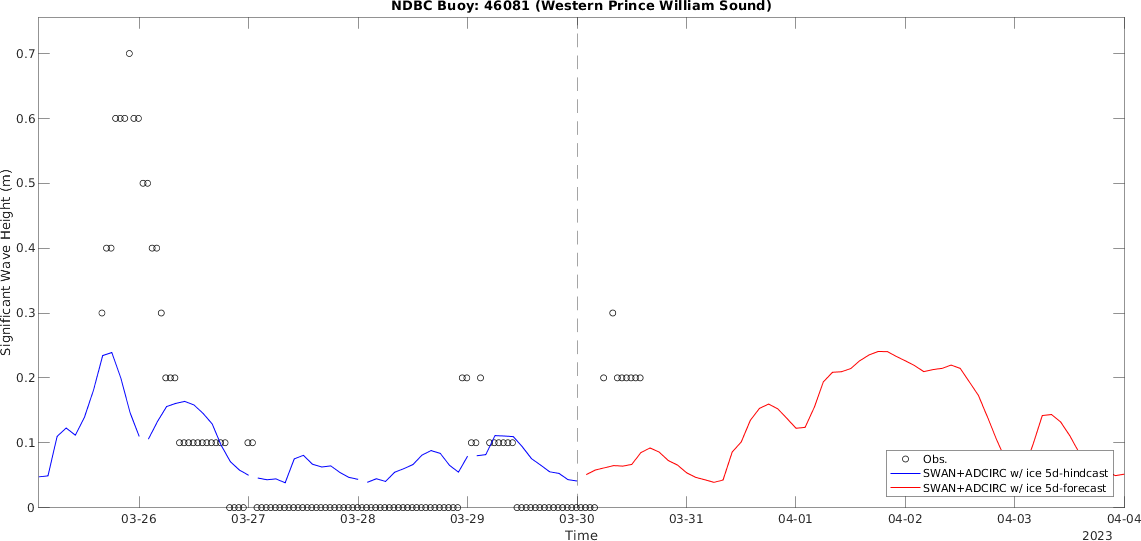 NDBC Buoy: 46081 (Western Prince William Sound)
0.7
0.6
0.5
0.4
0.3
0.2
0.1
0
Significant Wave Height (m)
Obs.
SWAN+ADCIRC w/ ice 5d-hindcast
SWAN+ADCIRC w/ ice 5d-forecast
03-26 03-27 03-28 03-29 03-30 03-31 04-01 04-02 04-03 04-04
Time
2023